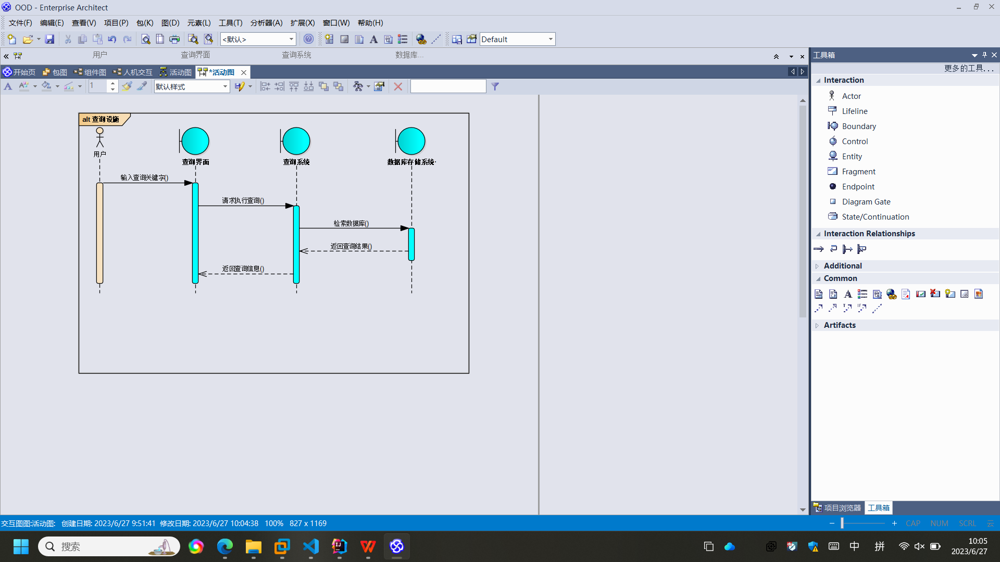 OOD - Enterprise Architect
文件(F) 编辑(E) 查看(V) 项目(P) 包(K) 图(D) 元素(L) 工具(T) 分析器(A) 扩展(X) 窗口(W) 帮助(H)
<默认> Default
用户 查询界面 查询系统 数据库...
开始页 包图 组件图 人机交互 活动图 *活动图
1 默认样式
alt 查询设施
用户
查询界面 查询系统 数据库存储系统
输入查询关键字()
请求执行查询()
检索数据库()
返回查询结果()
返回查询信息()
工具箱
更多的工具...
Interaction
Actor
Lifeline
Boundary
Control
Entity
Fragment
Endpoint
Diagram Gate
State/Continuation
Interaction Relationships
Additional
Common
Artifacts
项目浏览器 工具箱
交互图图:活动图: 创建日期: 2023/6/27 9:51:41 修改日期: 2023/6/27 10:04:38 100% 827 x 1169
CAP NUM SCRL 云
搜索
中 拼
10:05
2023/6/27